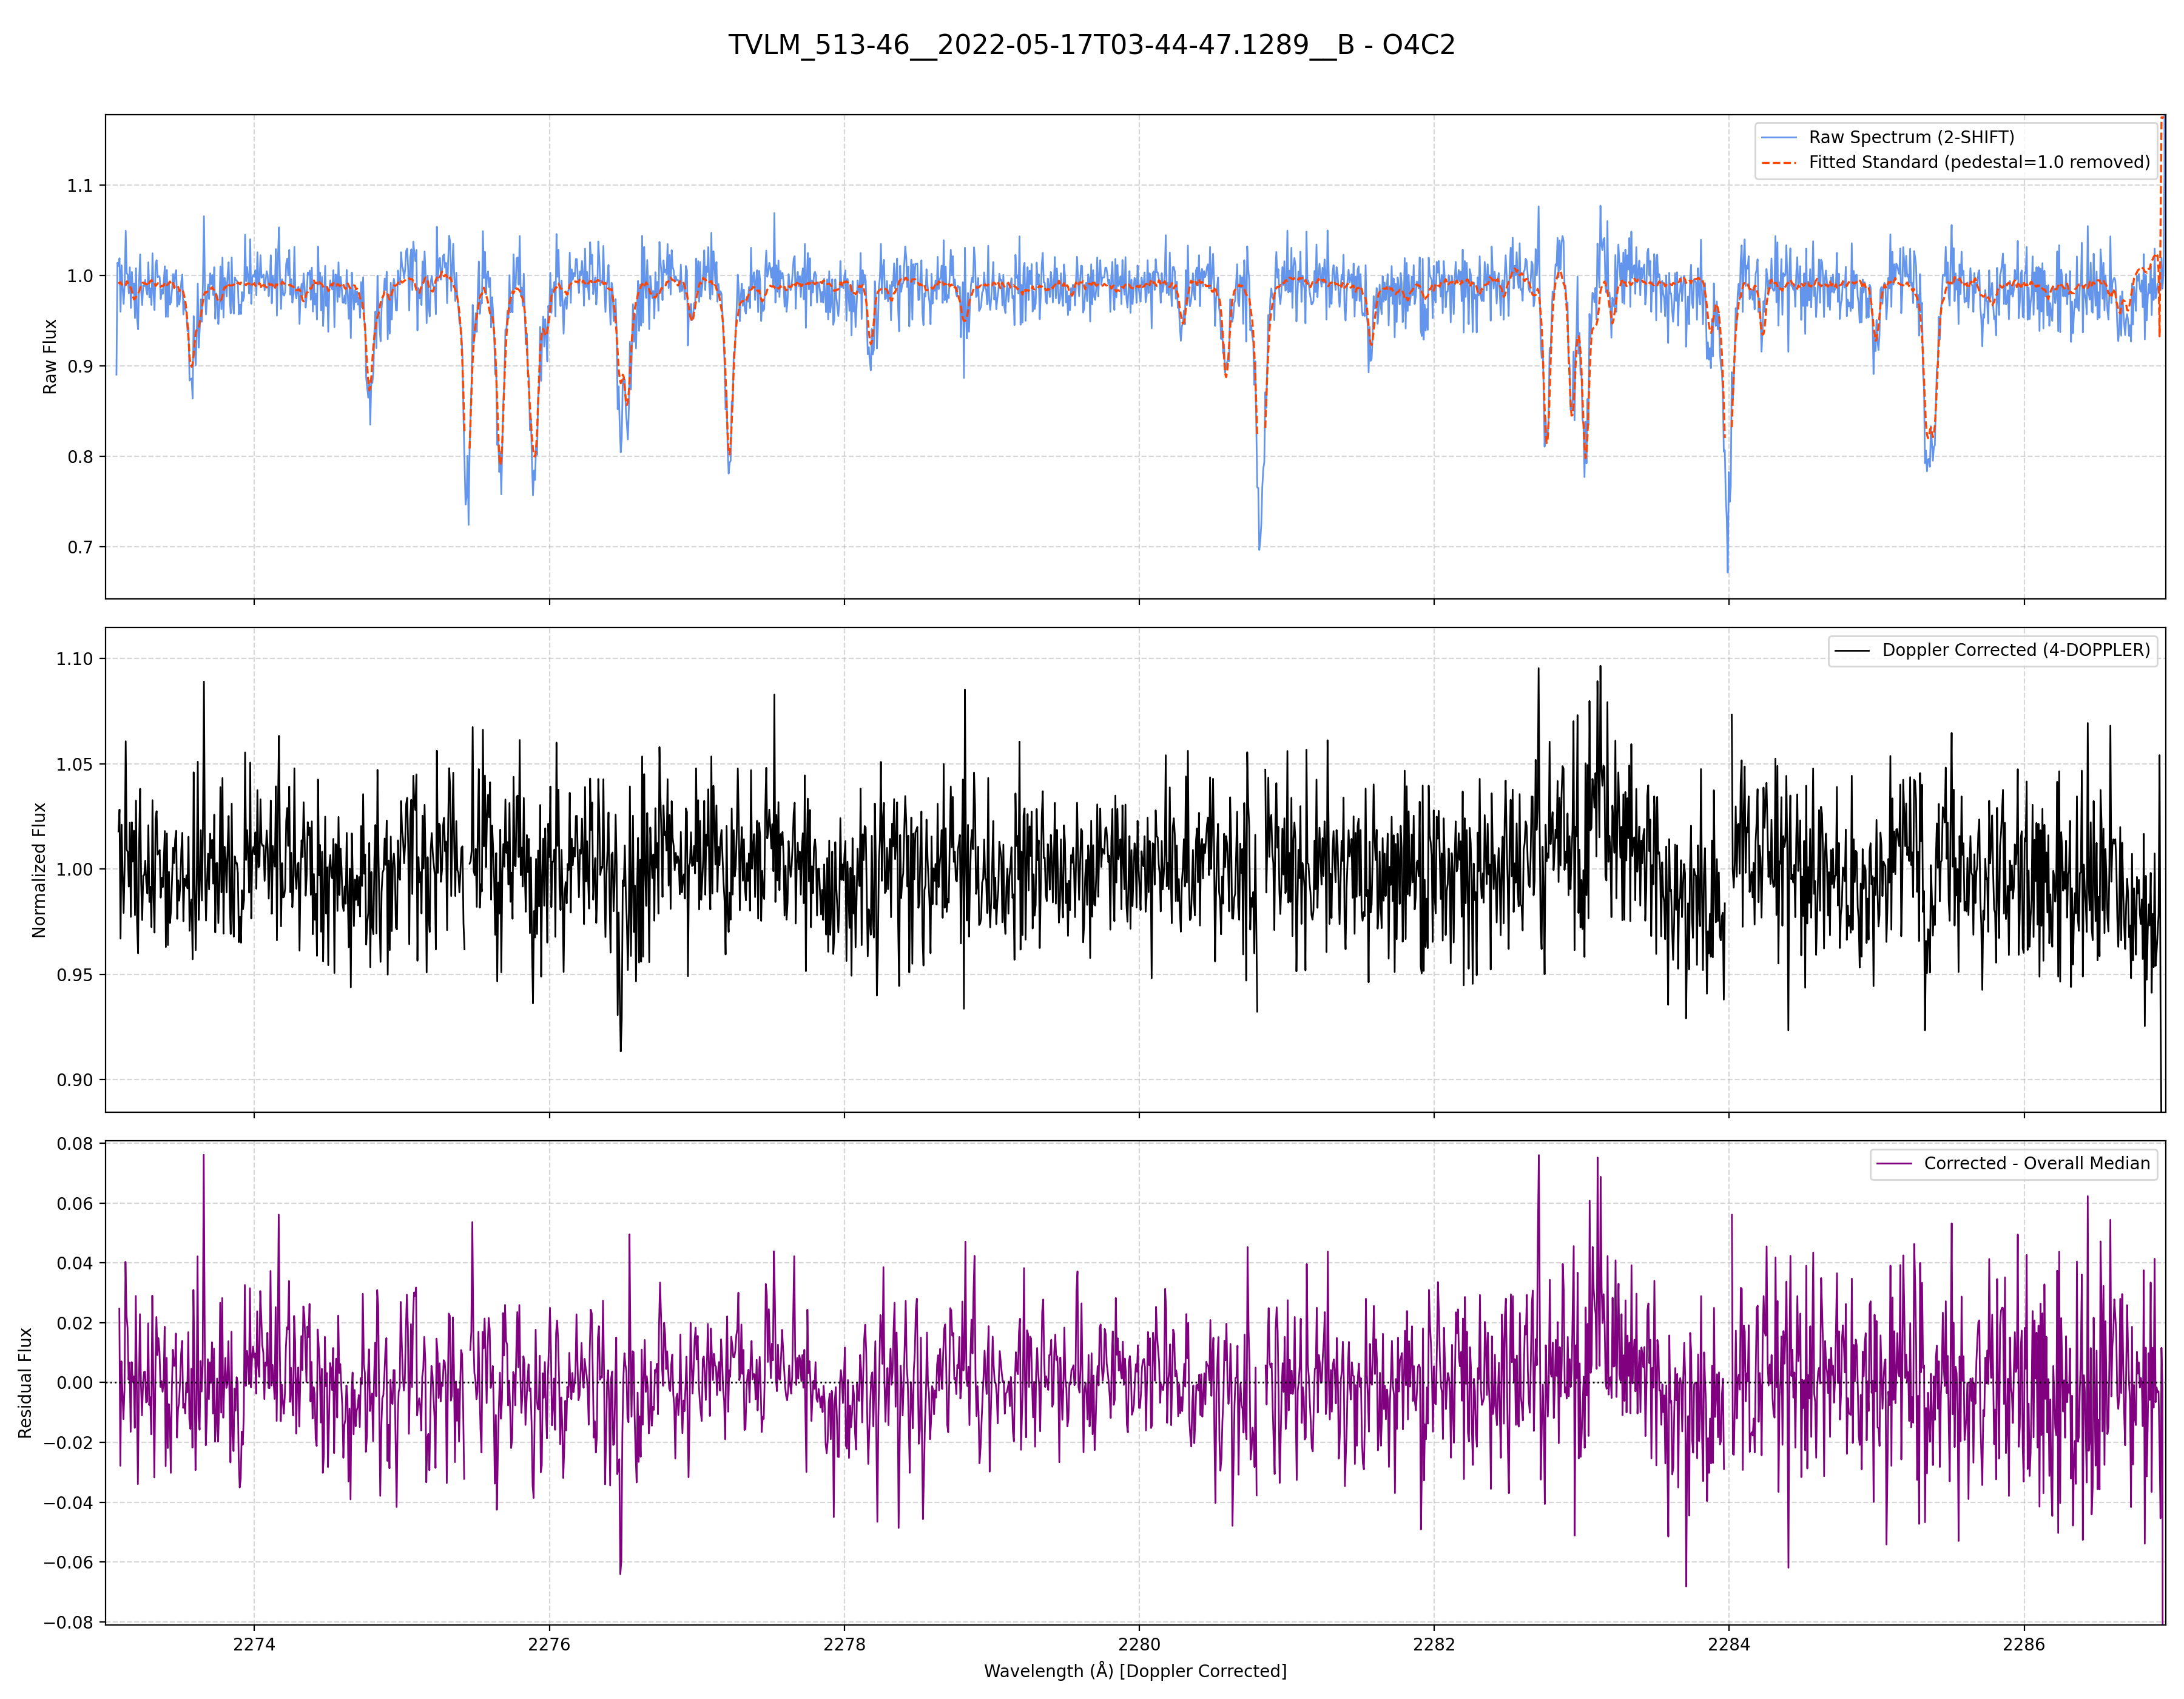 TVLM_513-46__2022-05-17T03-44-47.1289__B - O4C2
Raw Spectrum (2-SHIFT)
Fitted Standard (pedestal=1.0 removed)
1.1
1.0
0.9
0.8
0.7
Raw Flux
Doppler Corrected (4-DOPPLER)
1.10
1.05
1.00
0.95
0.90
Normalized Flux
Corrected - Overall Median
0.08
0.06
0.04
0.02
0.00
−0.02
−0.04
−0.06
−0.08
Residual Flux
2274 2276 2278 2280 2282 2284 2286
Wavelength (Å) [Doppler Corrected]